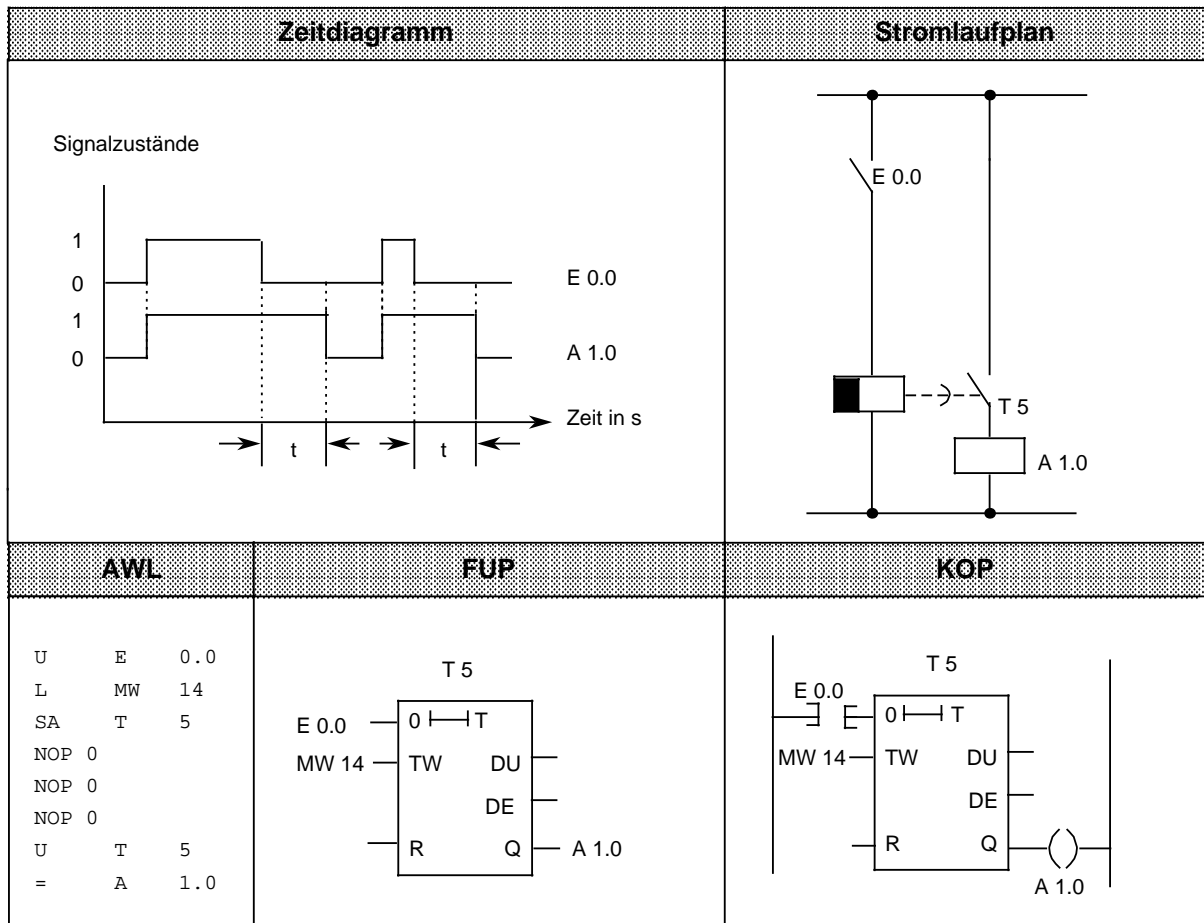 Zeitdiagramm
Stromlaufplan
Signalzustände
1
0
E 0.0
1
0
A 1.0
Zeit in s
t
t
E 0.0
T 5
A 1.0
AWL
FUP
KOP
U E 0.0
L MW 14
SA T 5
NOP 0
NOP 0
NOP 0
U T 5
= A 1.0
T 5
E 0.0
0 T
MW 14
TW
DU
DE
R
Q
A 1.0
T 5
E 0.0
0 T
MW 14
TW
DU
DE
R
Q
A 1.0